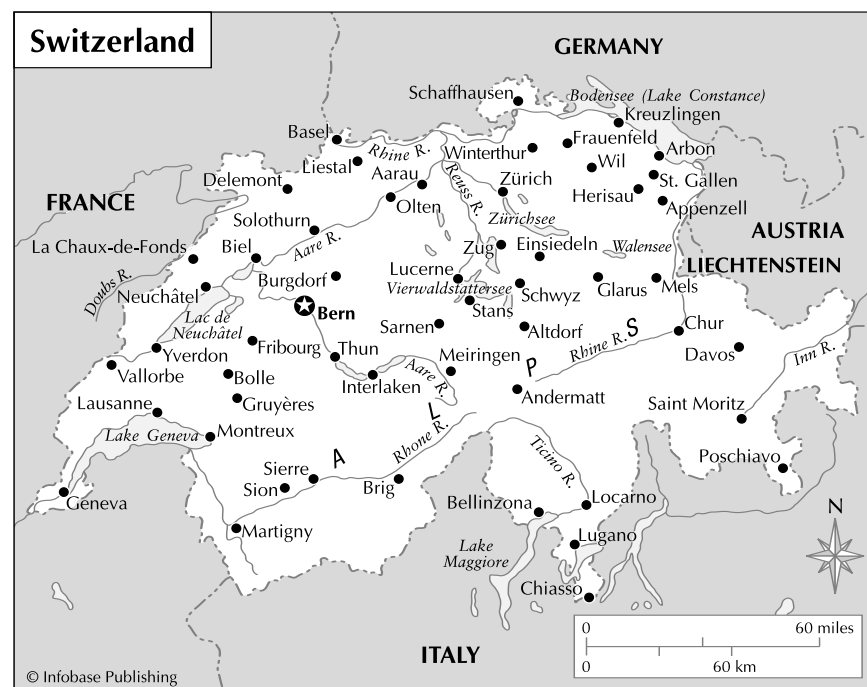 Switzerland
GERMANY
Schaffhausen
Bodensee (Lake Constance)
Kreuzlingen
Basel
Rhine R.
Winterthur
Frauenfeld
Arbon
Liestal
Aarau
Wil
Delemont
Reuss R.
Zürich
St. Gallen
FRANCE
Olten
Herisau
Appenzell
Solothurn
Zürichsee
AUSTRIA
La Chaux-de-Fonds
Biel
Aare R.
Zug
Einsiedeln
Walensee
LIECHTENSTEIN
Doubs R.
Burgdorf
Lucerne
Neuchâtel
Vierwaldstattersee
Schwyz
Glarus
Mels
Bern
Stans
Lac de
Neuchâtel
Sarnen
Altdorf
Chur
Yverdon
Fribourg
Thun
Meiringen
Rhine R.
Davos
Inn R.
Vallorbe
Bolle
Interlaken
Aare R.
Andermatt
Lausanne
Gruyères
Saint Moritz
Lake Geneva
Montreux
Rhone R.
Ticino R.
A L P S
Sierre
Poschiavo
Sion
Brig
Geneva
Bellinzona
Locarno
Martigny
Lugano
N
Lake
Maggiore
Chiasso
ITALY
0 60 miles
0 60 km
© Infobase Publishing